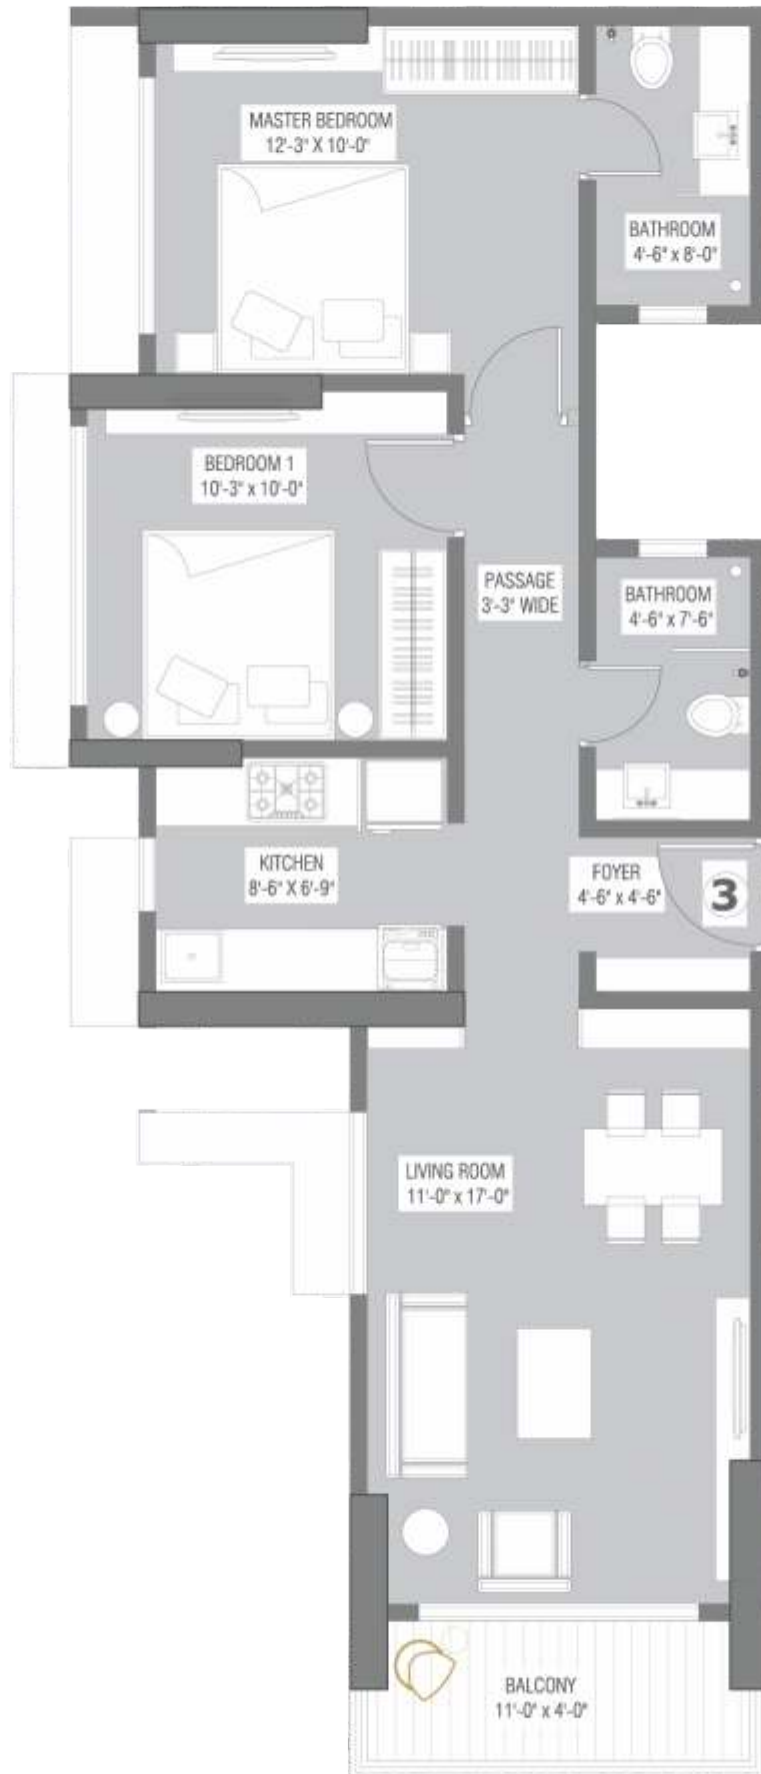 MASTER BEDROOM
12'-3" X 10'-0"
BATHROOM
4'-6" x 8'-0"
BEDROOM 1
10'-3" x 10'-0"
PASSAGE
3'-3" WIDE
BATHROOM
4'-6" x 7'-6"
KITCHEN
8'-6" X 6'-9"
FOYER
4'-6" x 4'-6"
3
LIVING ROOM
11'-0" x 17'-0"
BALCONY
11'-0" x 4'-0"